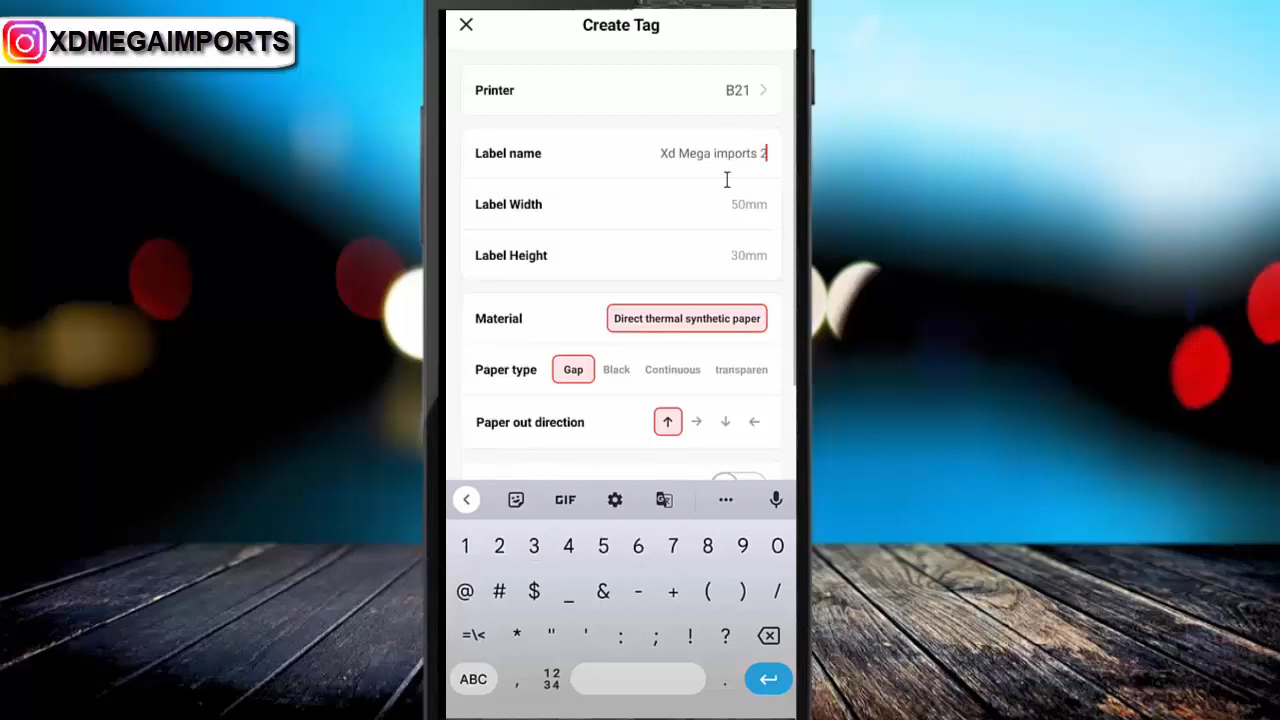 XDMEGAIMPORTS
Create Tag
Printer B21
Label name Xd Mega imports 2
Label Width 50mm
Label Height 30mm
Material Direct thermal synthetic paper
Paper type Gap Black Continuous transparen
Paper out direction ↑ → ↓ ←
GIF
1 2 3 4 5 6 7 8 9 0
@ # $ _ & - + ( ) /
=\< * " ' : ; ! ?
ABC , 12 34 .